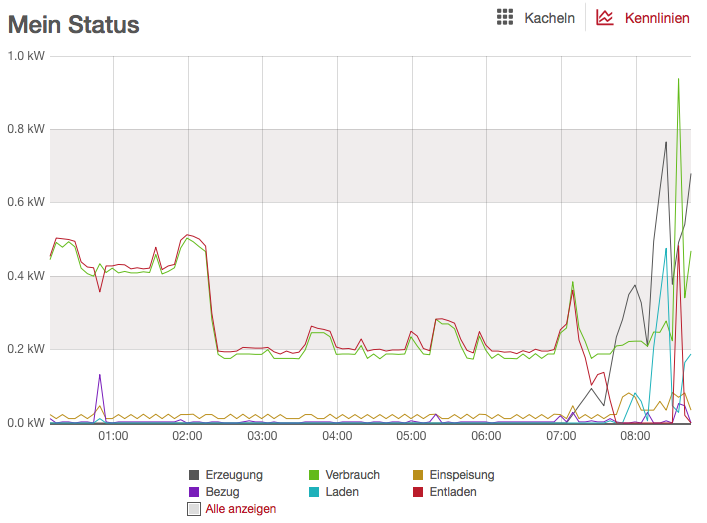 Mein Status
Kacheln
Kennlinien
1.0 kW
0.8 kW
0.6 kW
0.4 kW
0.2 kW
0.0 kW
01:00 02:00 03:00 04:00 05:00 06:00 07:00 08:00
Erzeugung Verbrauch Einspeisung
Bezug Laden Entladen
Alle anzeigen